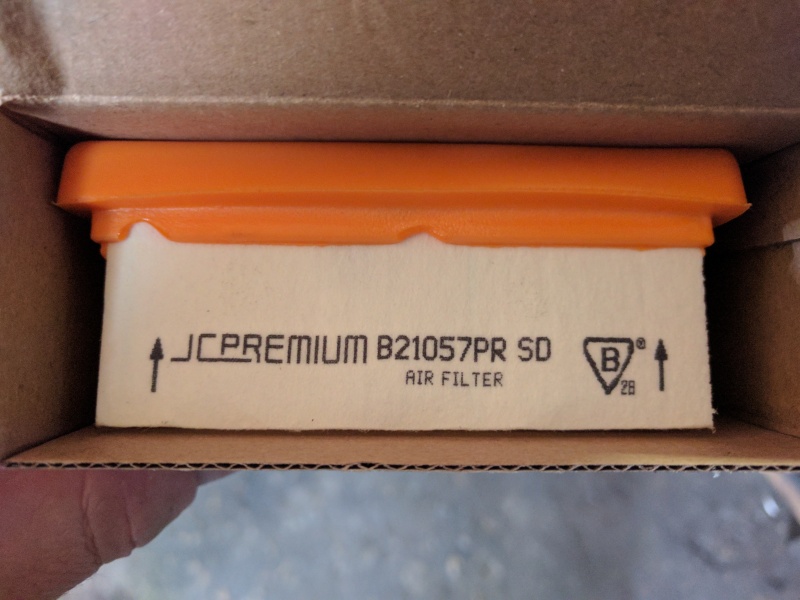 JCPREMIUM B21057PR SD B ® 28
AIR FILTER